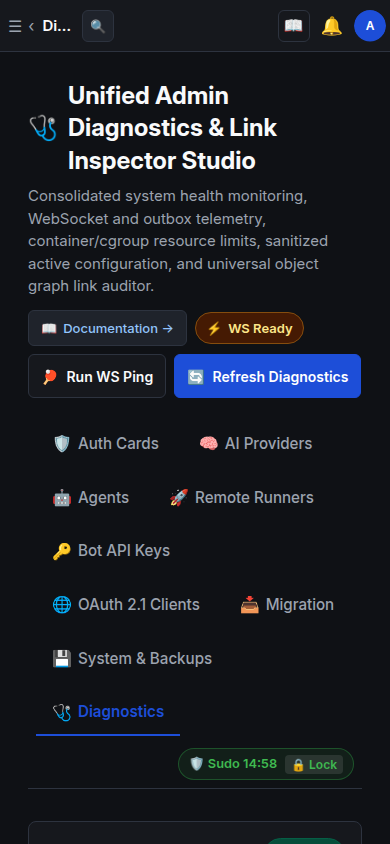 Di...
A
Unified Admin
Diagnostics & Link
Inspector Studio
Consolidated system health monitoring,
WebSocket and outbox telemetry,
container/cgroup resource limits, sanitized
active configuration, and universal object
graph link auditor.
Documentation →
WS Ready
Run WS Ping
Refresh Diagnostics
Auth Cards
AI Providers
Agents
Remote Runners
Bot API Keys
OAuth 2.1 Clients
Migration
System & Backups
Diagnostics
Sudo 14:58
Lock